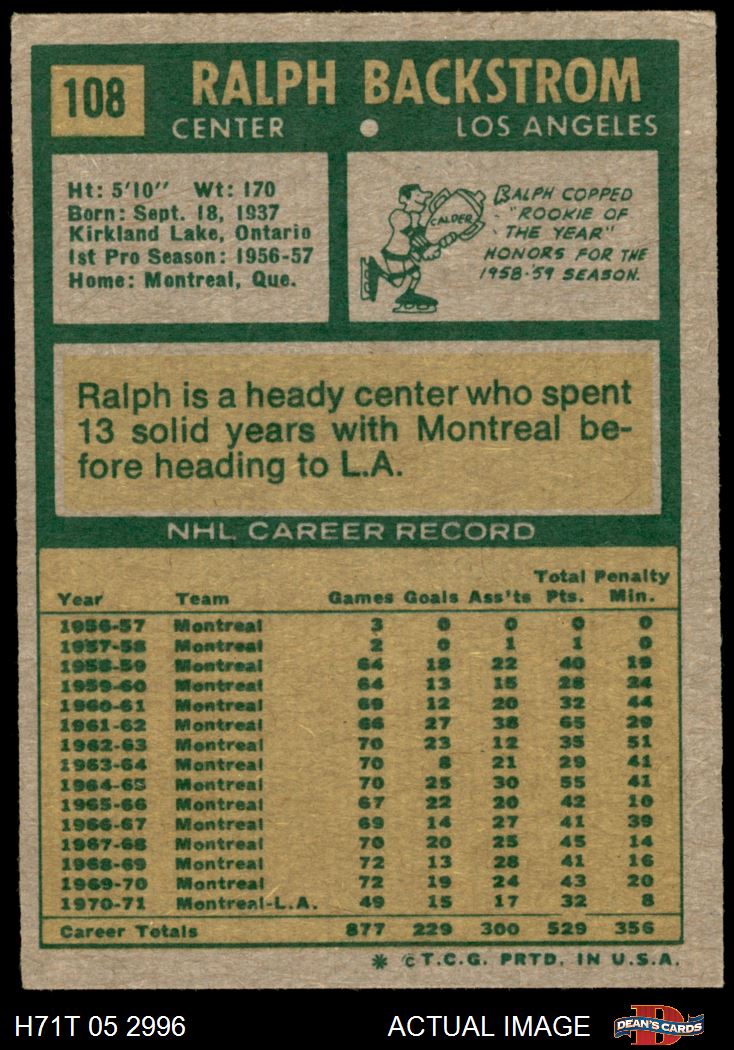 108
RALPH BACKSTROM
CENTER • LOS ANGELES
Ht: 5'10" Wt: 170
Born: Sept. 18, 1937
Kirkland Lake, Ontario
1st Pro Season: 1956-57
Home: Montreal, Que.
CALDER
RALPH COPPED
"ROOKIE OF
THE YEAR"
HONORS FOR THE
1958-59 SEASON.
Ralph is a heady center who spent
13 solid years with Montreal be-
fore heading to L.A.
NHL CAREER RECORD
Year Team Games Goals Ass'ts Total Pts. Penalty Min.
1956-57 Montreal 3 0 0 0 0
1957-58 Montreal 2 0 1 1 0
1958-59 Montreal 64 18 22 40 19
1959-60 Montreal 64 13 15 28 24
1960-61 Montreal 69 12 20 32 44
1961-62 Montreal 66 27 38 65 29
1962-63 Montreal 70 23 12 35 51
1963-64 Montreal 70 8 21 29 41
1964-65 Montreal 70 25 30 55 41
1965-66 Montreal 67 22 20 42 10
1966-67 Montreal 69 14 27 41 39
1967-68 Montreal 70 20 25 45 14
1968-69 Montreal 72 13 28 41 16
1969-70 Montreal 72 19 24 43 20
1970-71 Montreal-L.A. 49 15 17 32 8
Career Totals 877 229 300 529 356
* © T.C.G. PRTD. IN U.S.A.
H71T 05 2996 ACTUAL IMAGE DEAN'S CARDS